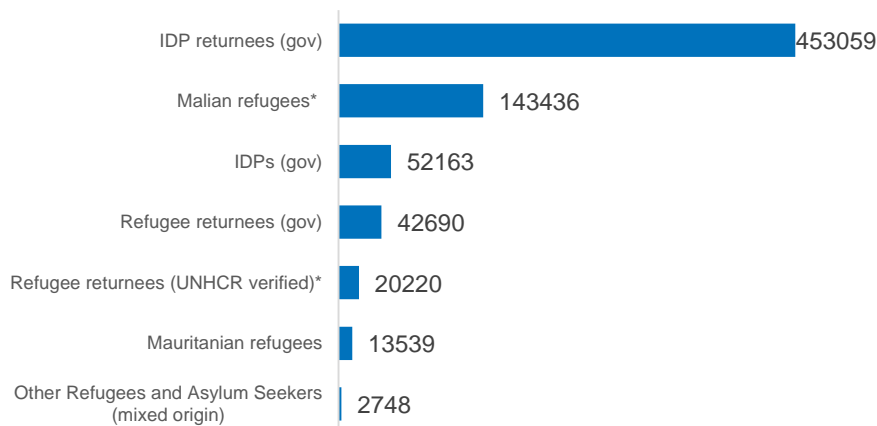 IDP returnees (gov) 453059
Malian refugees* 143436
IDPs (gov) 52163
Refugee returnees (gov) 42690
Refugee returnees (UNHCR verified)* 20220
Mauritanian refugees 13539
Other Refugees and Asylum Seekers
(mixed origin) 2748